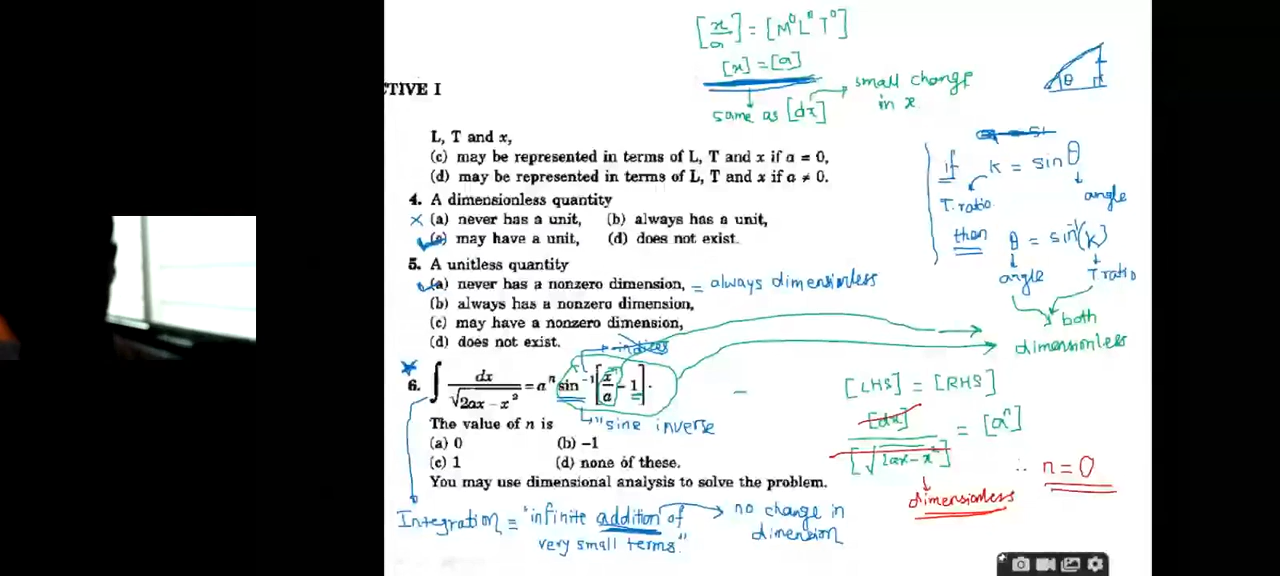 [x/a] = [M⁰L⁰T⁰]
[x] = [a]
same as [dx] → small change in x
CTIVE I
L, T and x,
(c) may be represented in terms of L, T and x if a = 0,
(d) may be represented in terms of L, T and x if a ≠ 0.
4. A dimensionless quantity
(a) never has a unit, (b) always has a unit,
(c) may have a unit, (d) does not exist.
5. A unitless quantity
(a) never has a nonzero dimension, = always dimensionless
(b) always has a nonzero dimension,
(c) may have a nonzero dimension,
(d) does not exist.
indices
6. ∫ dx/√(2ax − x²) = aⁿ sin⁻¹[x/a − 1].
"sine inverse
The value of n is
(a) 0 (b) −1
(c) 1 (d) none of these.
You may use dimensional analysis to solve the problem.
Integration = "infinite addition of very small terms."
→ no change in dimension
θ
If k = sin θ
T.ratio angle
then θ = sin⁻¹(k)
angle T ratio
both
dimensionless
[LHS] = [RHS]
[dx]/[√2ax − x²] = [aⁿ]
dimensionless
∴ n = 0